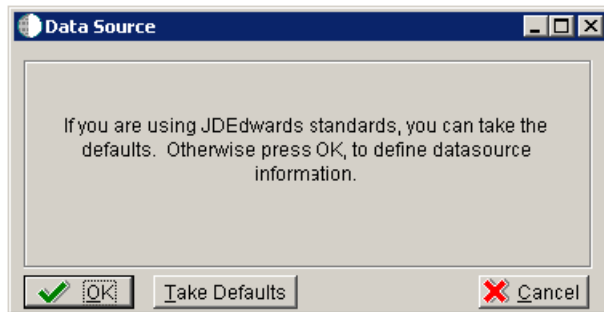 Data Source
If you are using JDEdwards standards, you can take the
defaults. Otherwise press OK, to define datasource
information.
OK Take Defaults Cancel